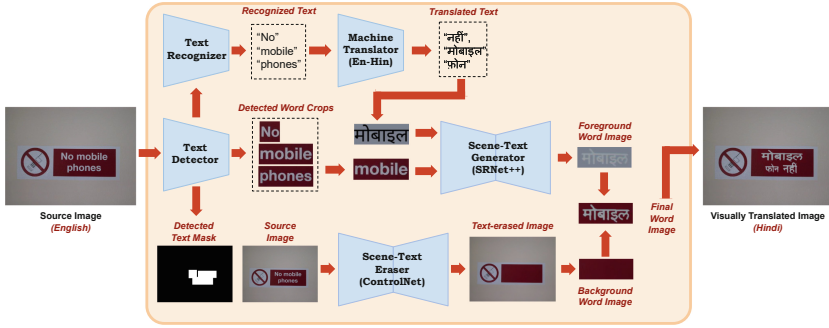 Recognized Text
Translated Text
Text
Recognizer
"No"
"mobile"
"phones"
Machine
Translator
(En-Hin)
"नहीं",
"मोबाइल"
"फ़ोन"
Detected Word Crops
No
mobile
phones
मोबाइल
mobile
Scene-Text
Generator
(SRNet++)
Foreground
Word Image
मोबाइल
मोबाइल
Text
Detector
No mobile
phones
Source Image
(English)
मोबाइल
फोन नहीं
Visually Translated Image
(Hindi)
Final
Word
Image
Detected
Text Mask
Source
Image
No mobile
phones
Scene-Text
Eraser
(ControlNet)
Text-erased Image
Background
Word Image